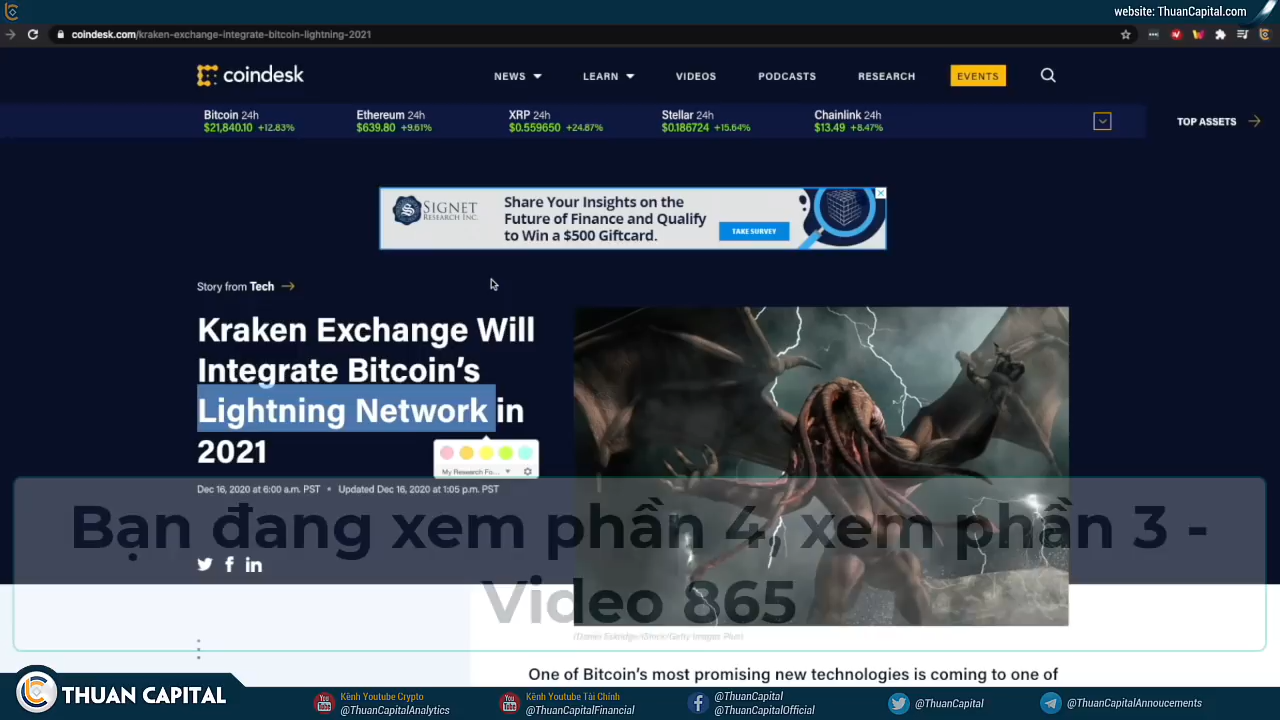 website: ThuanCapital.com
coindesk.com/kraken-exchange-integrate-bitcoin-lightning-2021
coindesk
NEWS
LEARN
VIDEOS
PODCASTS
RESEARCH
EVENTS
Bitcoin 24h
$21,840.10 +12.83%
Ethereum 24h
$639.80 +9.61%
XRP 24h
$0.559650 +24.87%
Stellar 24h
$0.186724 +15.64%
Chainlink 24h
$13.49 +8.47%
TOP ASSETS
SIGNET
RESEARCH INC.
Share Your Insights on the
Future of Finance and Qualify
to Win a $500 Giftcard.
TAKE SURVEY
Story from Tech
Kraken Exchange Will
Integrate Bitcoin's
Lightning Network in
2021
My Research Fo...
Dec 16, 2020 at 6:00 a.m. PST • Updated Dec 16, 2020 at 1:05 p.m. PST
Bạn đang xem phần 4, xem phần 3 -
Video 865
One of Bitcoin's most promising new technologies is coming to one of
THUAN CAPITAL
Kênh Youtube Crypto
@ThuanCapitalAnalytics
Kênh Youtube Tài Chính
@ThuanCapitalFinancial
@ThuanCapital
@ThuanCapitalOfficial
@ThuanCapital
@ThuanCapitalAnnoucements